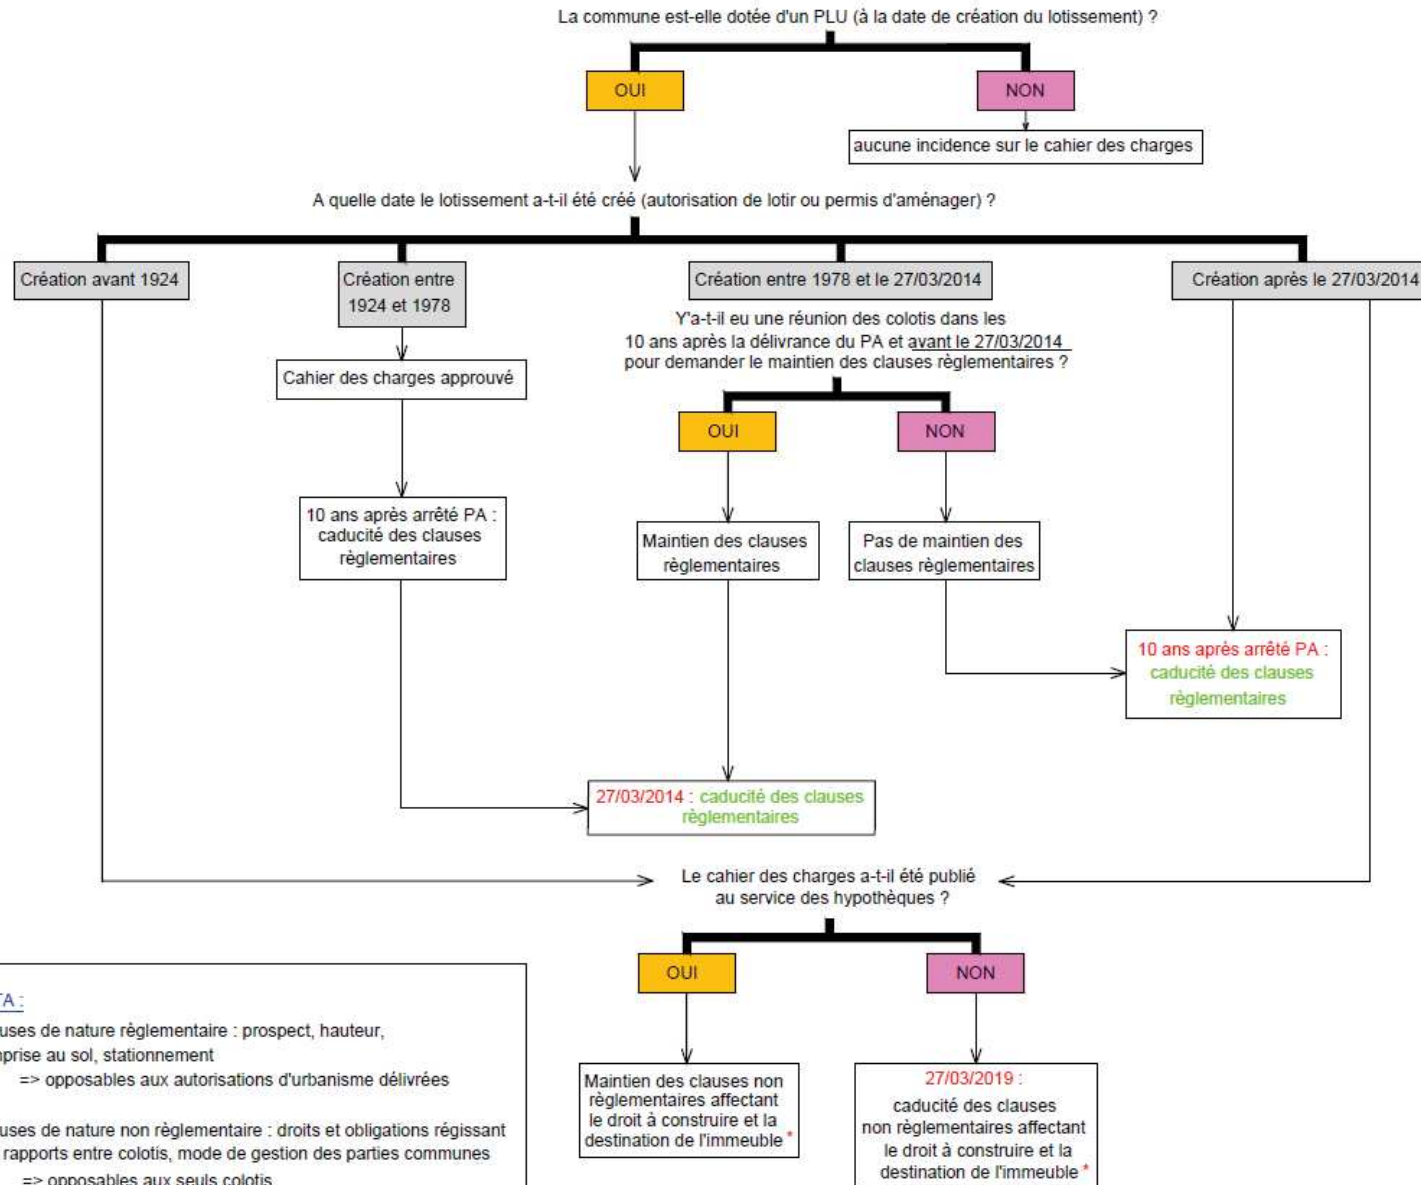 La commune est-elle dotée d'un PLU (à la date de création du lotissement) ?
OUI
NON
aucune incidence sur le cahier des charges
A quelle date le lotissement a-t-il été créé (autorisation de lotir ou permis d'aménager) ?
Création avant 1924
Création entre
1924 et 1978
Création entre 1978 et le 27/03/2014
Création après le 27/03/2014
Y'a-t-il eu une réunion des colotis dans les
10 ans après la délivrance du PA et avant le 27/03/2014
pour demander le maintien des clauses règlementaires ?
Cahier des charges approuvé
OUI
NON
10 ans après arrêté PA :
caducité des clauses
règlementaires
Maintien des clauses
règlementaires
Pas de maintien des
clauses règlementaires
10 ans après arrêté PA :
caducité des clauses
règlementaires
27/03/2014 : caducité des clauses
règlementaires
Le cahier des charges a-t-il été publié
au service des hypothèques ?
OUI
NON
Maintien des clauses non
règlementaires affectant
le droit à construire et la
destination de l'immeuble *
27/03/2019 :
caducité des clauses
non règlementaires affectant
le droit à construire et la
destination de l'immeuble *
TA :
uses de nature règlementaire : prospect, hauteur,
prise au sol, stationnement
=> opposables aux autorisations d'urbanisme délivrées
uses de nature non règlementaire : droits et obligations régissant
rapports entre colotis, mode de gestion des parties communes
=> opposables aux seuls colotis